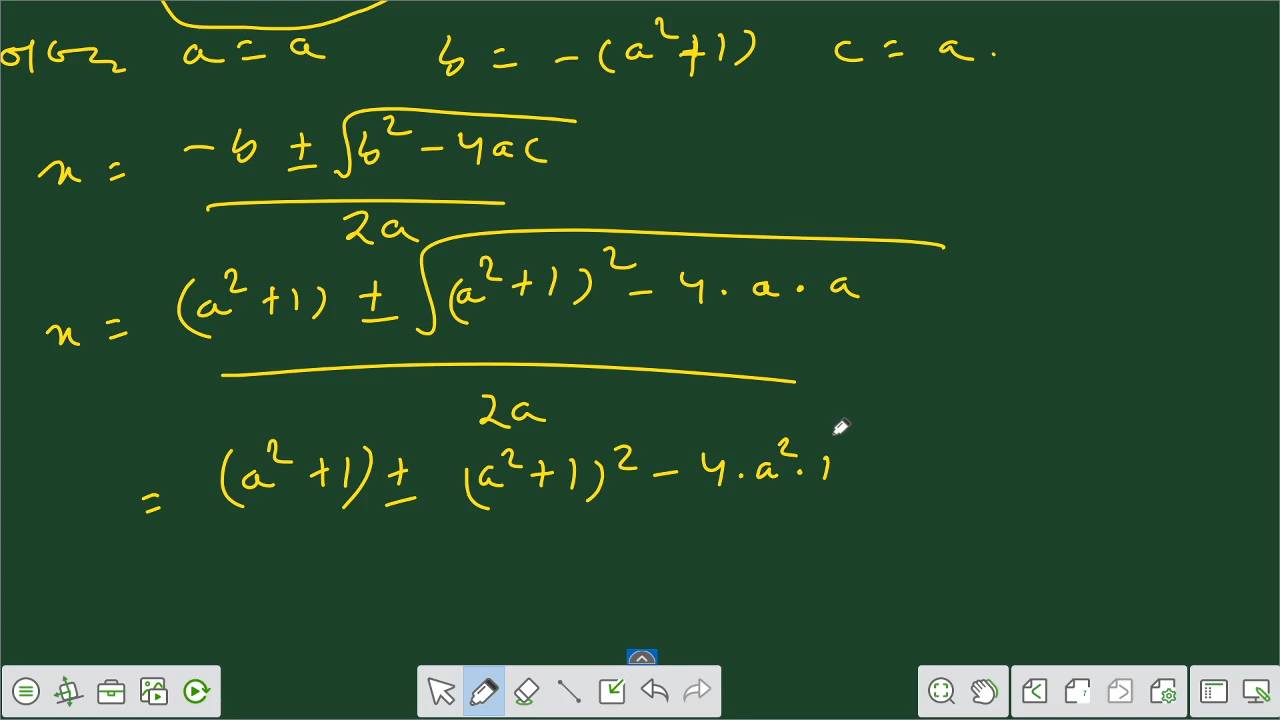 a = a b = -(a²+1) c = a.
x = (-b ± √(b² - 4ac)) / 2a
x = ((a²+1) ± √((a²+1)² - 4·a·a)) / 2a
= (a²+1) ± (a²+1)² - 4·a²·1